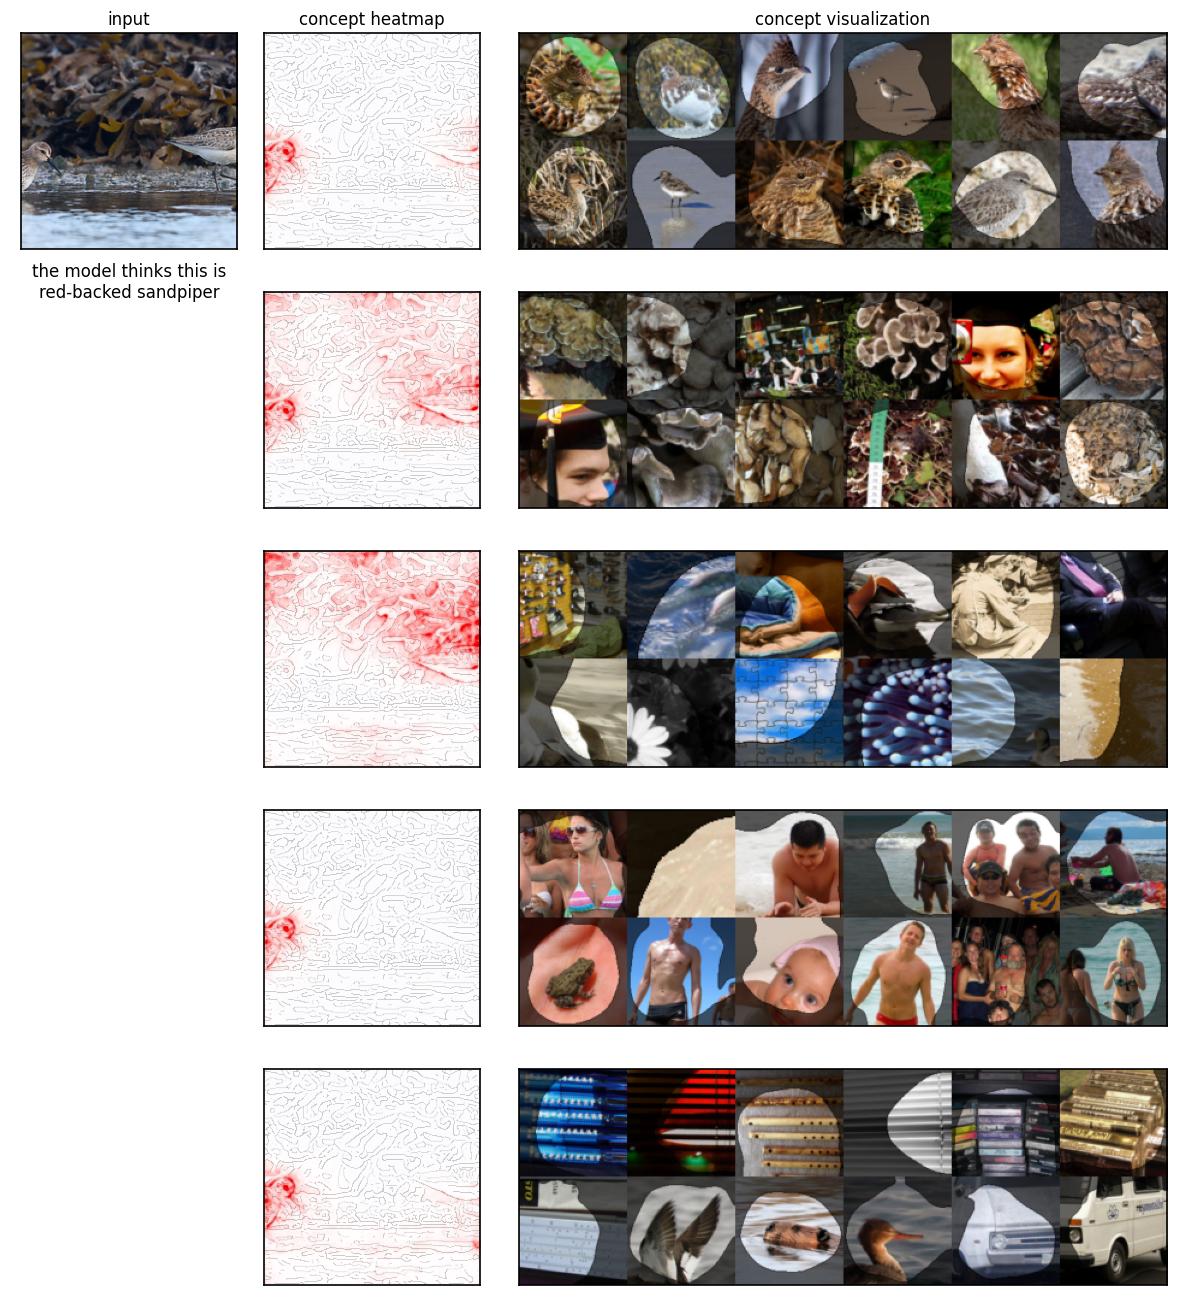 input
concept heatmap
concept visualization
the model thinks this is
red-backed sandpiper